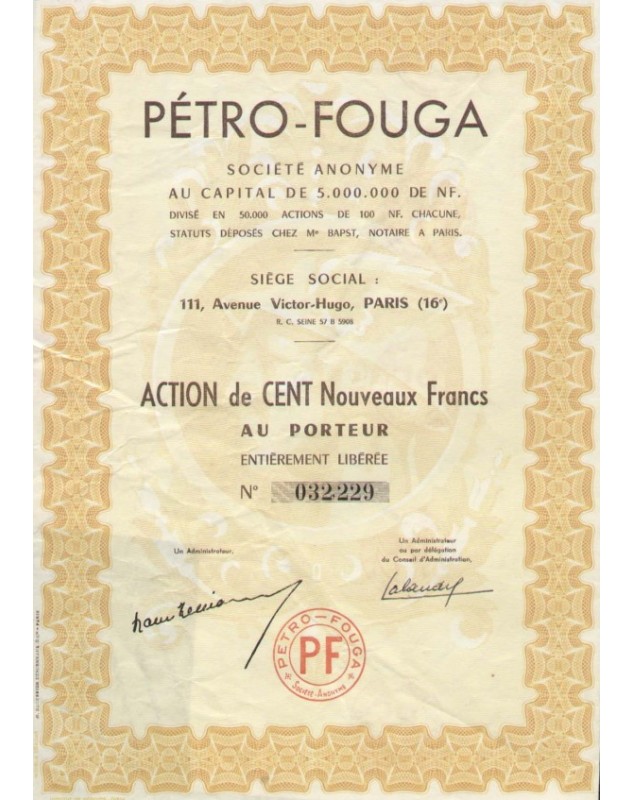 PÉTRO-FOUGA
SOCIÉTÉ ANONYME
AU CAPITAL DE 5.000.000 DE NF.
DIVISÉ EN 50.000 ACTIONS DE 100 NF. CHACUNE,
STATUTS DÉPOSÉS CHEZ Me BAPST, NOTAIRE A PARIS.
SIÈGE SOCIAL :
111, Avenue Victor-Hugo, PARIS (16e)
R. C. SEINE 57 B 5908
ACTION de CENT Nouveaux Francs
AU PORTEUR
ENTIÈREMENT LIBÉRÉE
No 032.229
Un Administrateur,
Un Administrateur
ou par délégation
du Conseil d'Administration,
PETRO-FOUGA
PF
SOCIÉTÉ-ANONYME